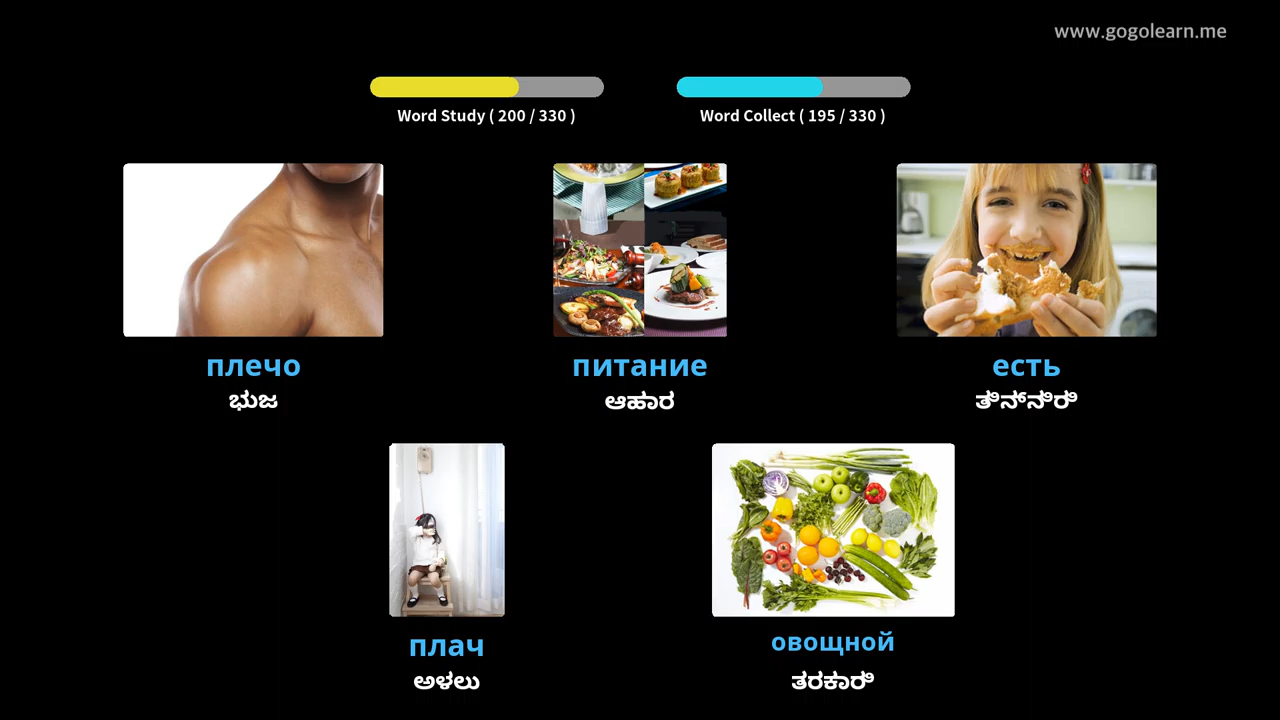 www.gogolearn.me
Word Study ( 200 / 330 )
Word Collect ( 195 / 330 )
плечо
ಭುಜ
питание
ಆಹಾರ
есть
ತಿನ್ನಿರಿ
плач
ಅಳಲು
овощной
ತರಕಾರಿ